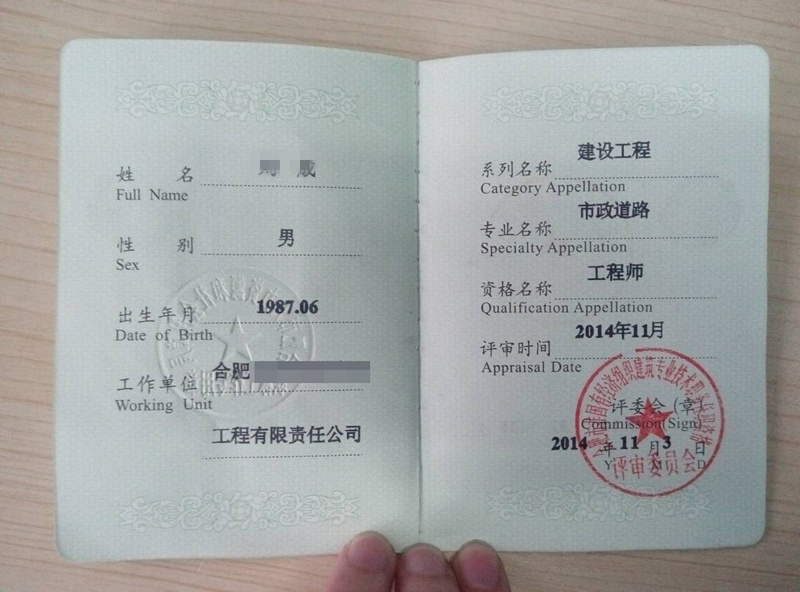 姓 名
Full Name
性 别 男
Sex
出生年月 1987.06
Date of Birth
工作单位 合肥
Working Unit
工程有限责任公司
建设工程
系列名称
Category Appellation
市政道路
专业名称
Specialty Appellation
工程师
资格名称
Qualification Appellation
2014年11月
评审时间
Appraisal Date
评委会(章)
Commission(Sign)
2014 年 11 月 3 日
Y M D
评审委员会